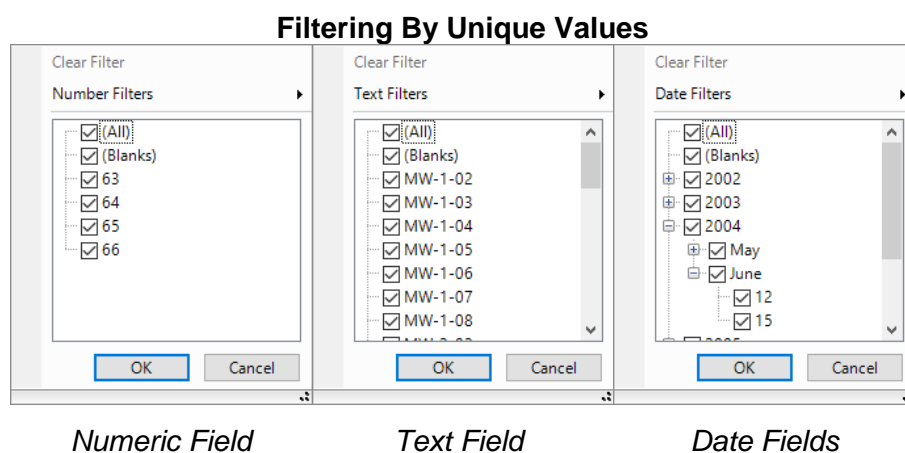 Filtering By Unique Values
Clear Filter
Number Filters
(All)
(Blanks)
63
64
65
66
OK Cancel
Clear Filter
Text Filters
(All)
(Blanks)
MW-1-02
MW-1-03
MW-1-04
MW-1-05
MW-1-06
MW-1-07
MW-1-08
OK Cancel
Clear Filter
Date Filters
(All)
(Blanks)
2002
2003
2004
May
June
12
15
OK Cancel
Numeric Field
Text Field
Date Fields